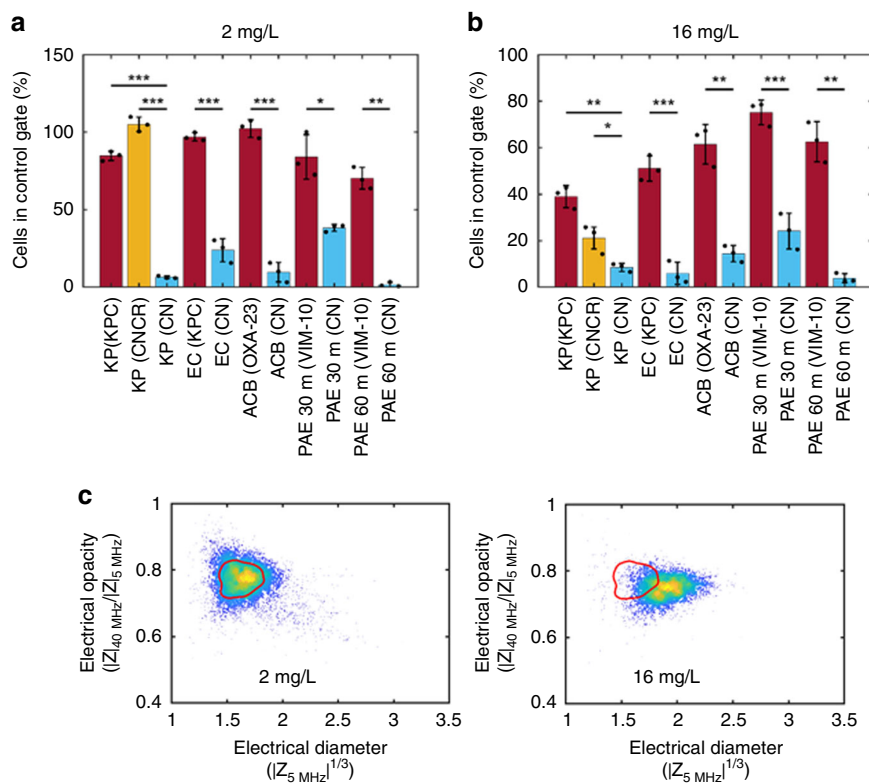 a
2 mg/L
Cells in control gate (%)
150
100
50
0
***
***
***
***
*
**
KP(KPC)
KP (CNCR)
KP (CN)
EC (KPC)
EC (CN)
ACB (OXA-23)
ACB (CN)
PAE 30 m (VIM-10)
PAE 30 m (CN)
PAE 60 m (VIM-10)
PAE 60 m (CN)
b
16 mg/L
Cells in control gate (%)
100
80
60
40
20
0
**
*
***
**
***
**
KP(KPC)
KP (CNCR)
KP (CN)
EC (KPC)
EC (CN)
ACB (OXA-23)
ACB (CN)
PAE 30 m (VIM-10)
PAE 30 m (CN)
PAE 60 m (VIM-10)
PAE 60 m (CN)
c
Electrical opacity
(|Z|40 MHz/|Z|5 MHz)
1
0.8
0.6
0.4
2 mg/L
1 1.5 2 2.5 3 3.5
Electrical diameter
(|Z5 MHz|1/3)
Electrical opacity
(|Z|40 MHz/|Z|5 MHz)
1
0.8
0.6
0.4
16 mg/L
1 1.5 2 2.5 3 3.5
Electrical diameter
(|Z5 MHz|1/3)